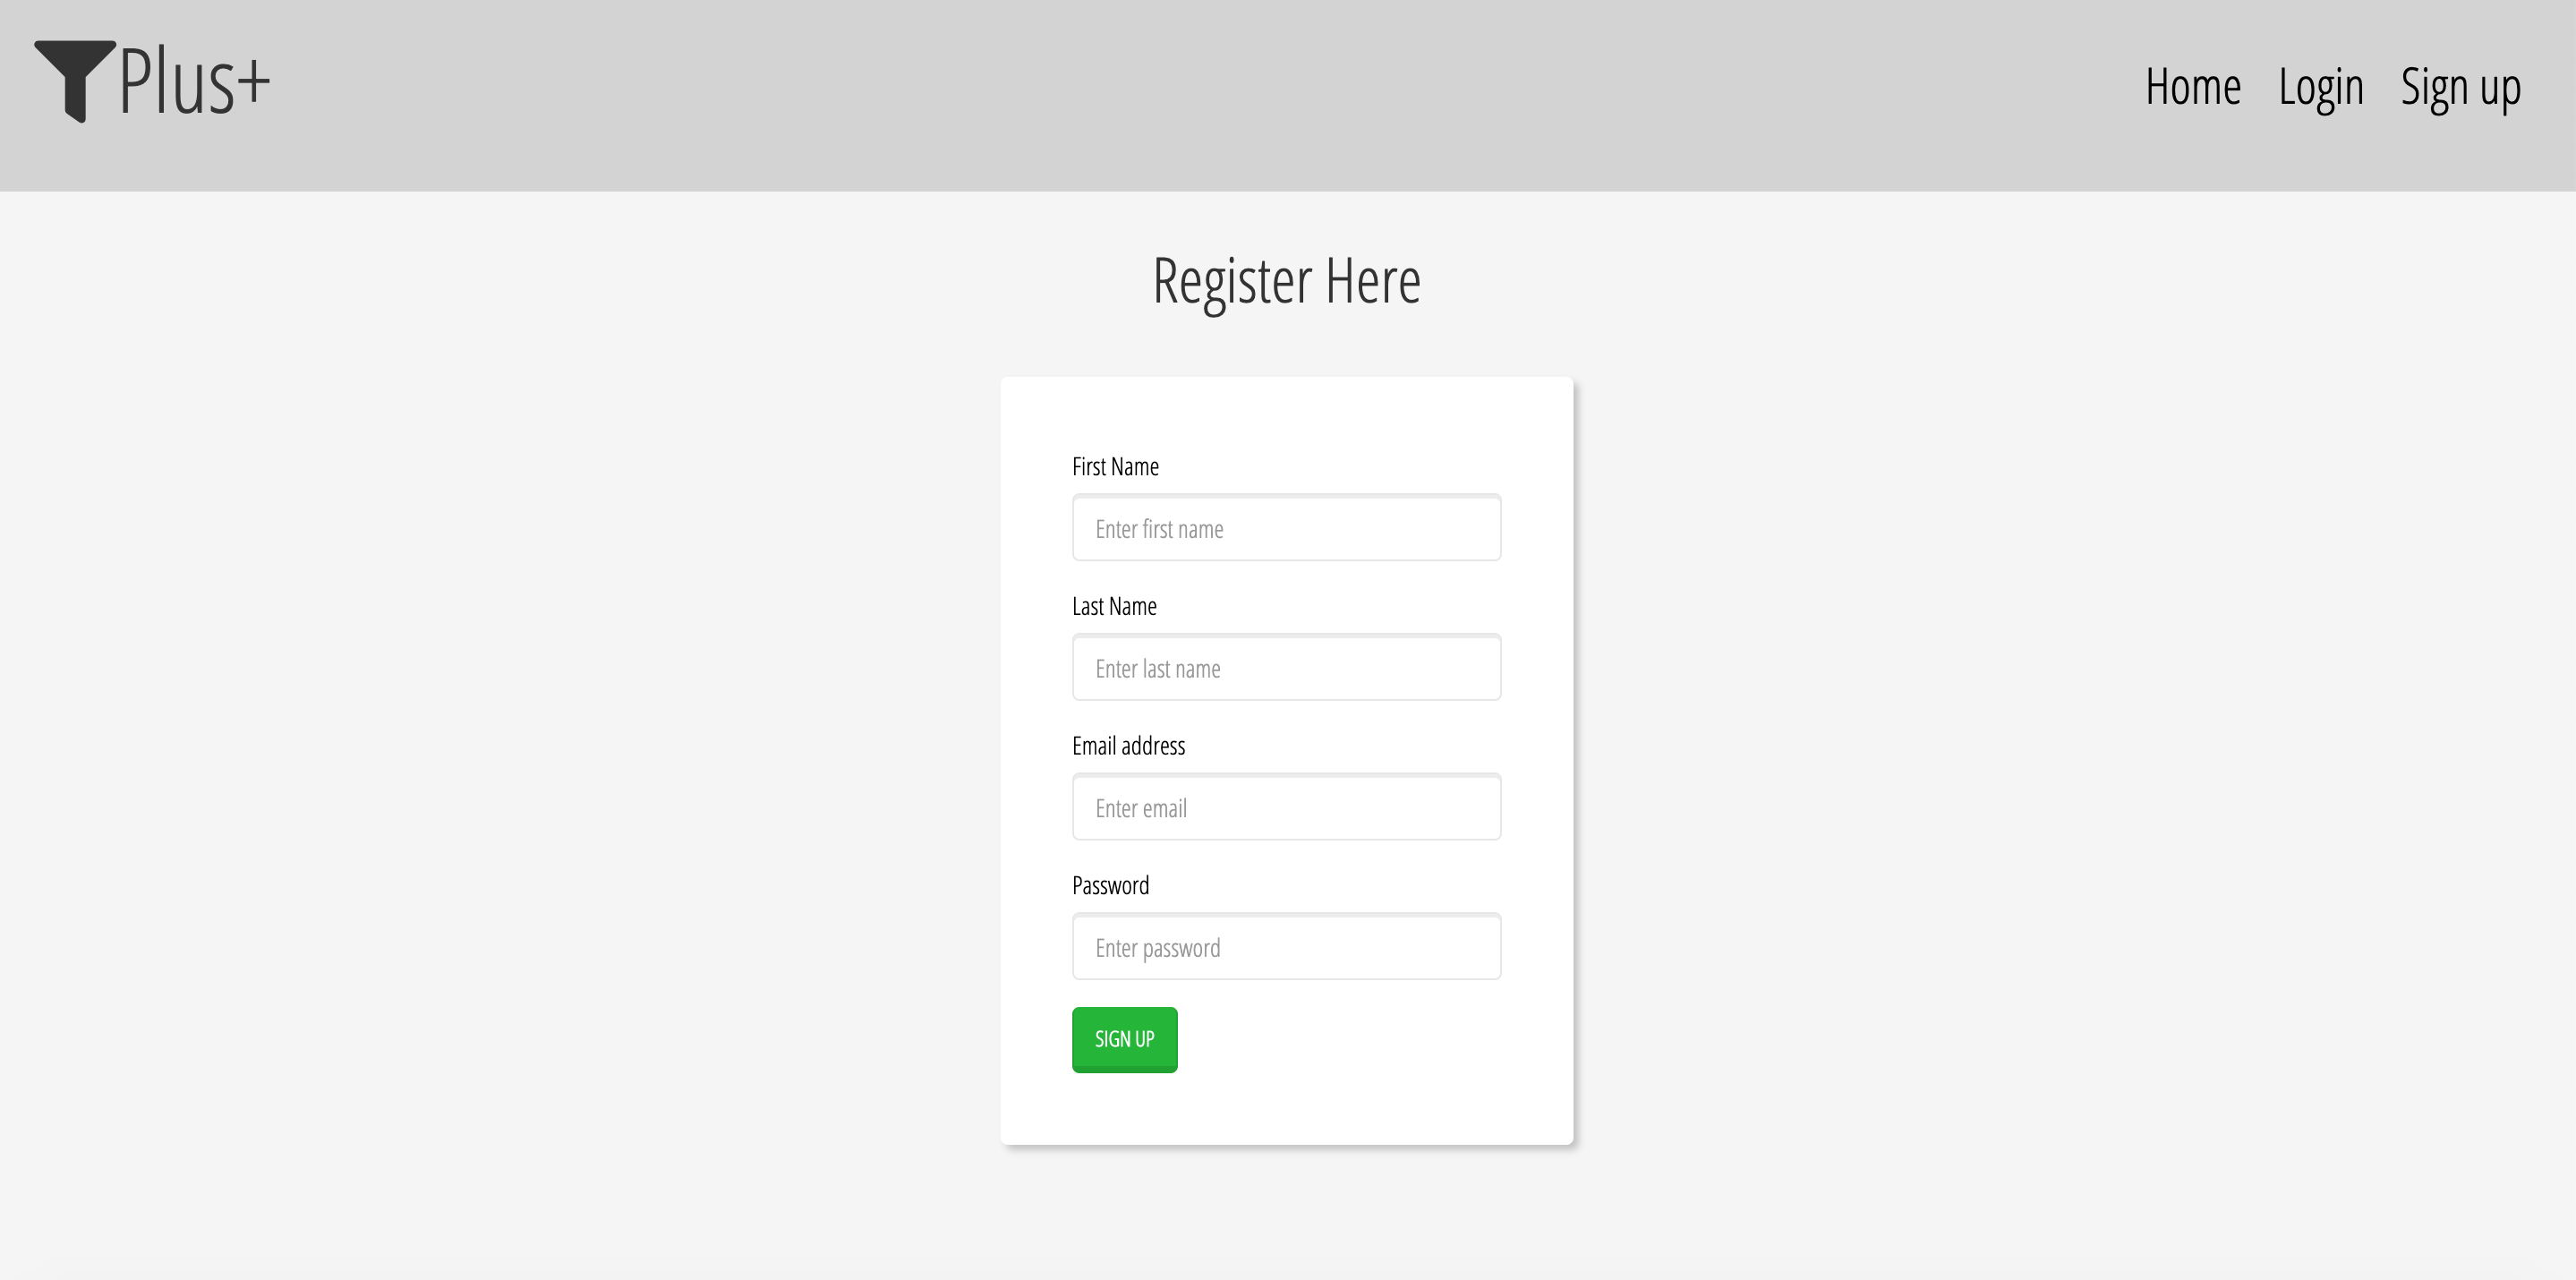 Plus+
Home Login Sign up
Register Here
First Name
Enter first name
Last Name
Enter last name
Email address
Enter email
Password
Enter password
SIGN UP